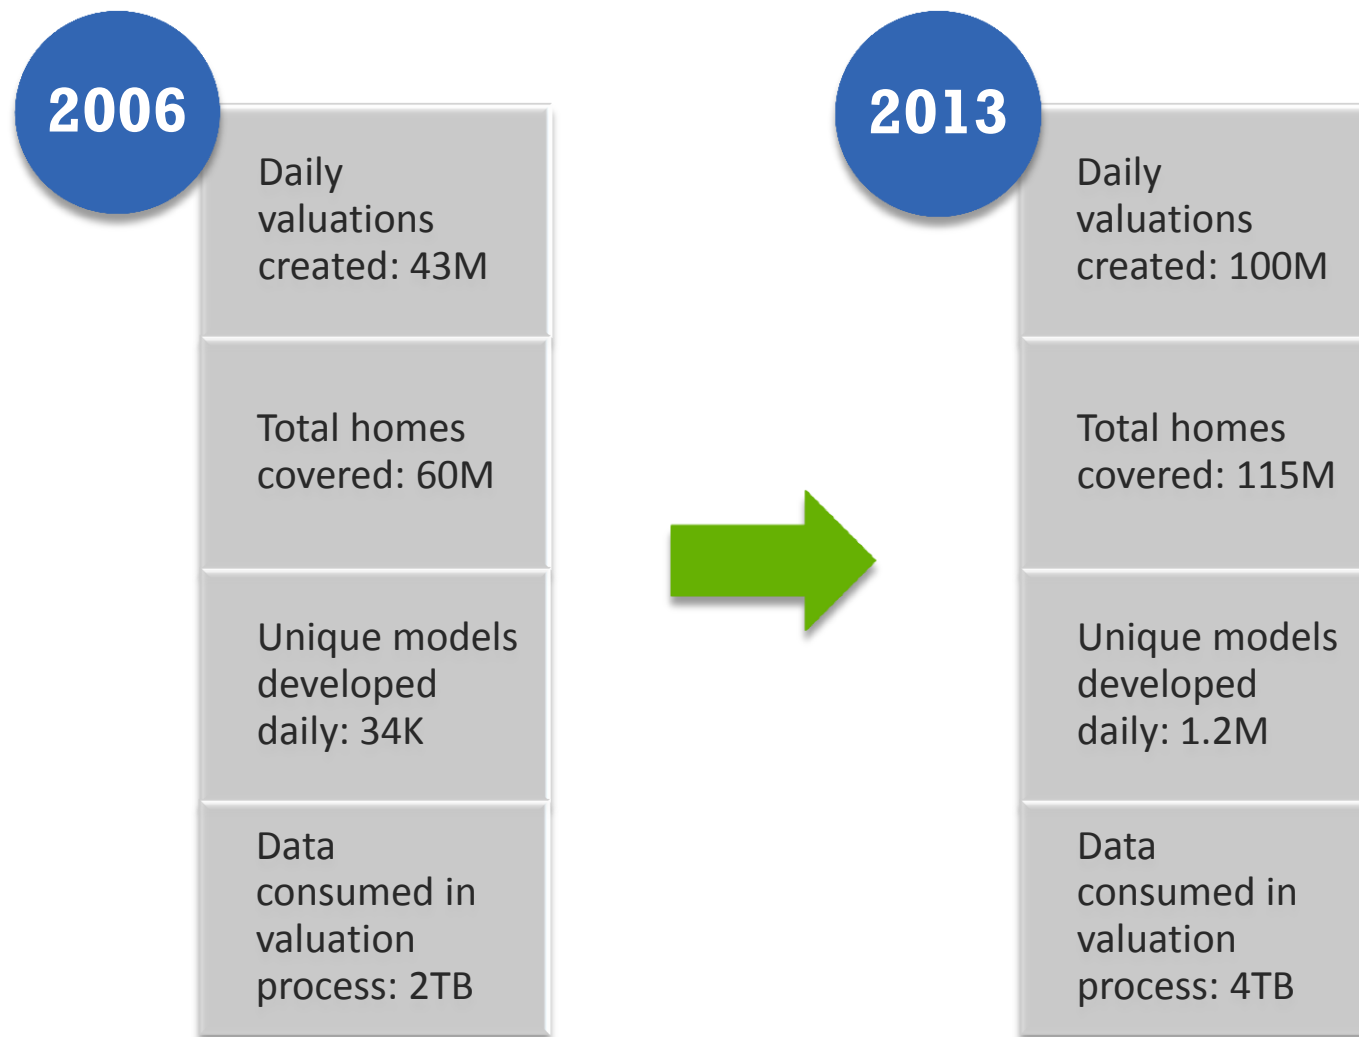 2006
Daily
valuations
created: 43M
Total homes
covered: 60M
Unique models
developed
daily: 34K
Data
consumed in
valuation
process: 2TB
2013
Daily
valuations
created: 100M
Total homes
covered: 115M
Unique models
developed
daily: 1.2M
Data
consumed in
valuation
process: 4TB